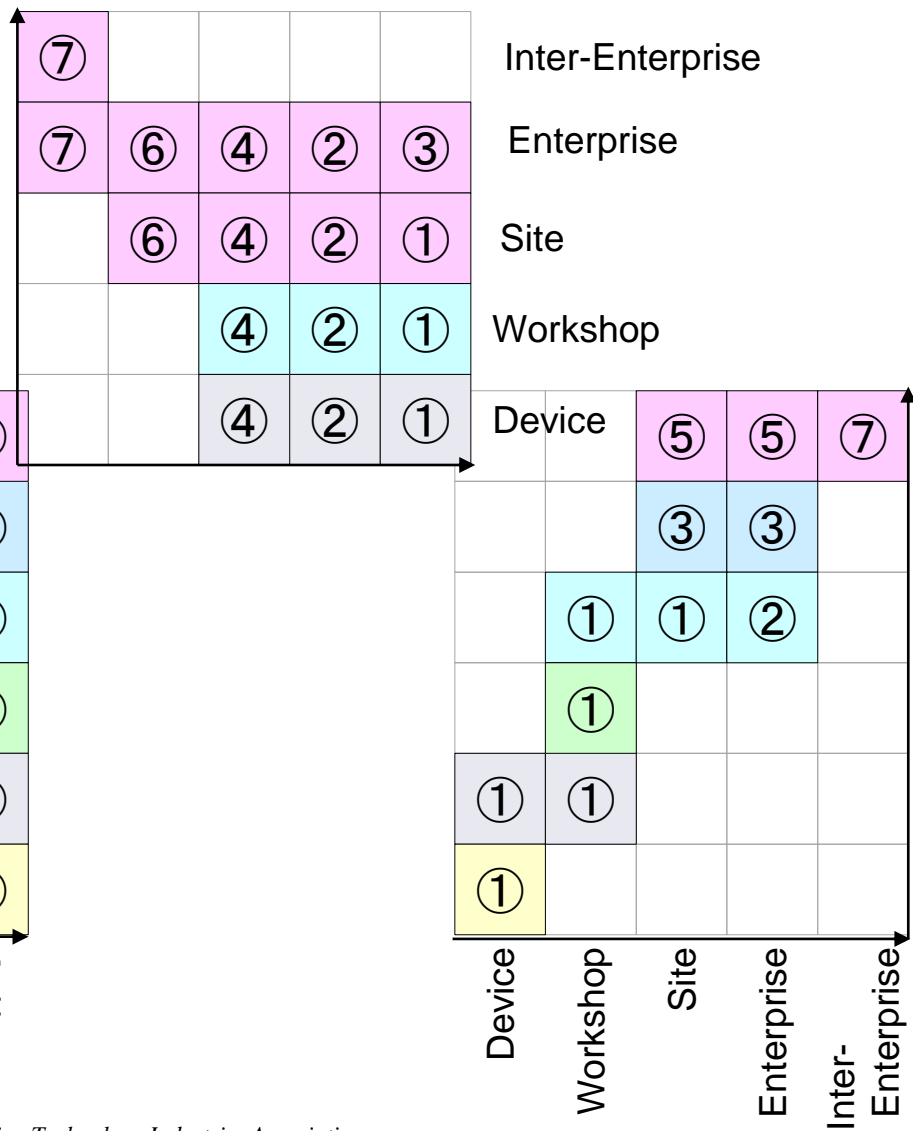 ⑦ Inter-Enterprise
⑦ ⑥ ④ ② ③ Enterprise
⑥ ④ ② ① Site
④ ② ① Workshop
④ ② ① Device ⑤ ⑤ ⑦
③ ③
① ① ②
①
① ①
①
Device
Workshop
Site
Enterprise
Inter-
Enterprise